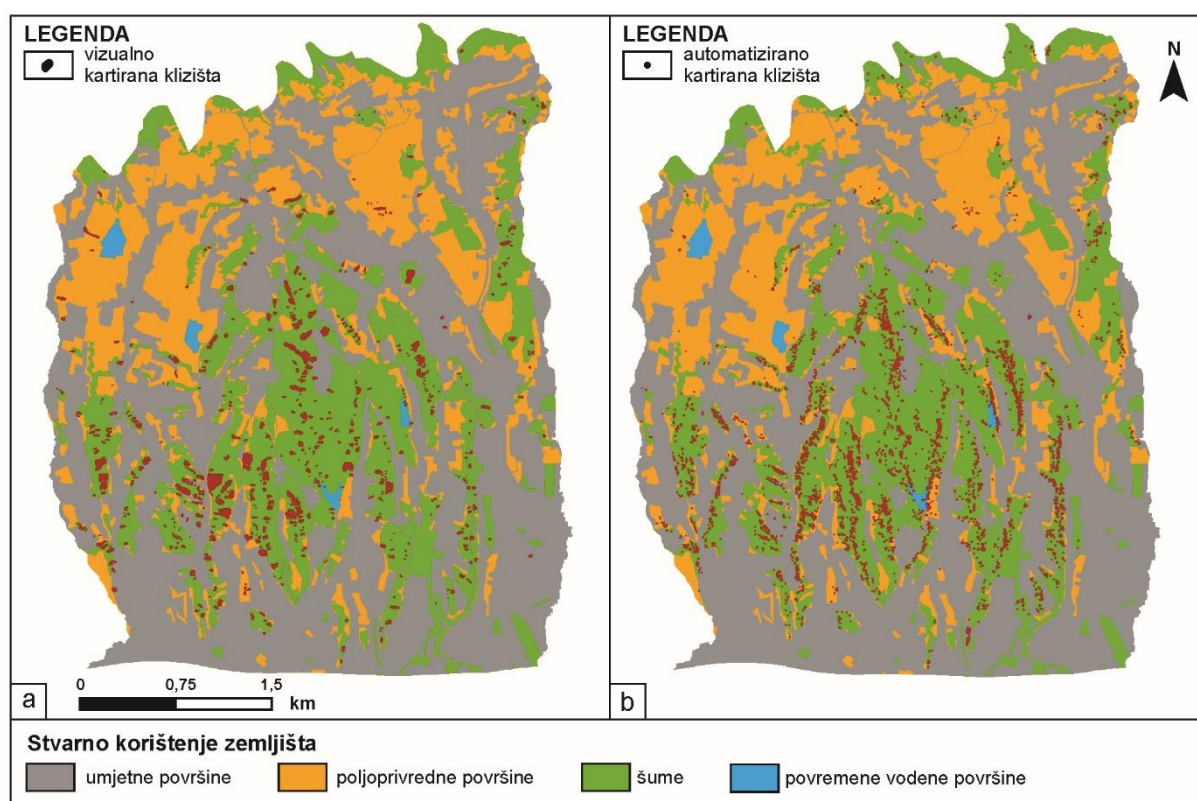 LEGENDA
vizualno
kartirana klizišta
LEGENDA
automatizirano
kartirana klizišta
N
0 0,75 1,5
km
a
b
Stvarno korištenje zemljišta
umjetne površine poljoprivredne površine šume povremene vodene površine